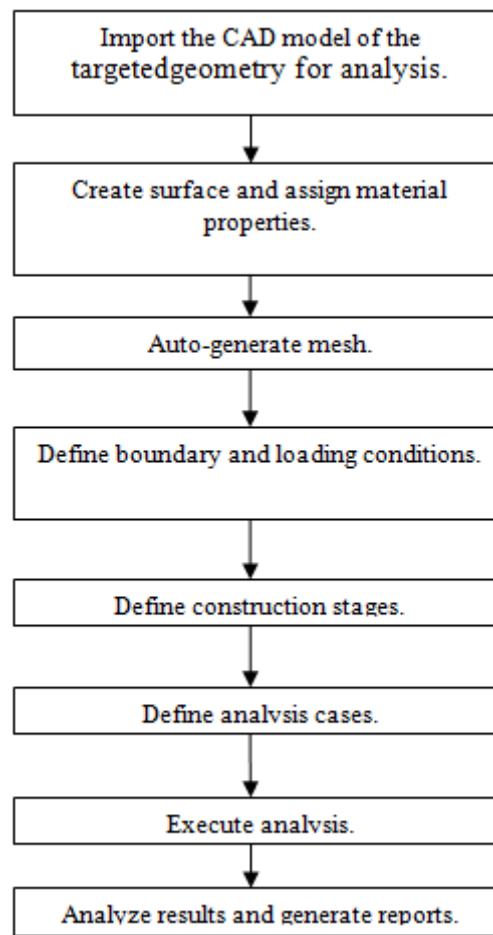 Import the CAD model of the
targetedgeometry for analysis.
Create surface and assign material
properties.
Auto-generate mesh.
Define boundary and loading conditions.
Define construction stages.
Define analysis cases.
Execute analysis.
Analyze results and generate reports.